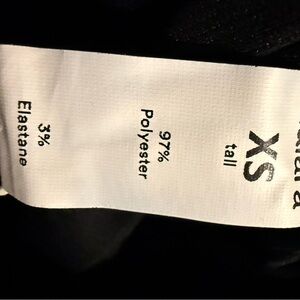 XS
tall
97%
Polyester
3%
Elastane